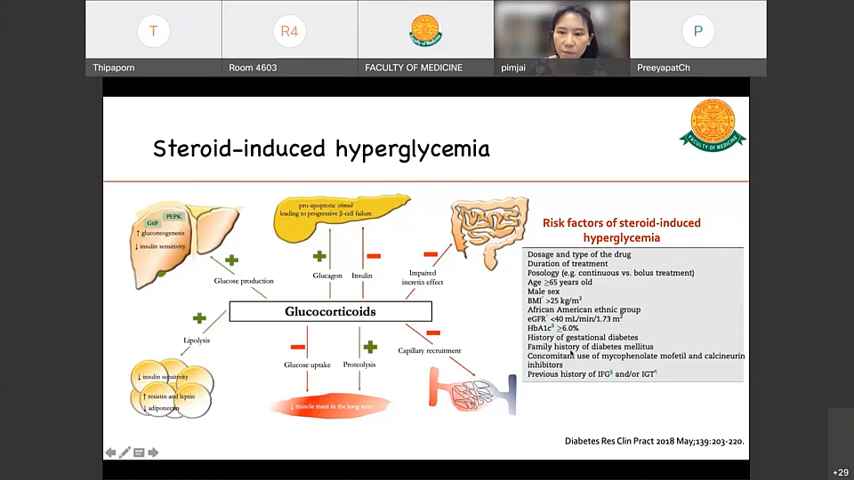 T
R4
P
Thipaporn
Room 4603
FACULTY OF MEDICINE
pimjai
PreeyapatCh
FACULTY OF MEDICINE
Steroid-induced hyperglycemia
G6P
PEPK
↑ gluconeogenesis
↓ insulin sensitivity
pro-apoptotic stimuli
leading to progressive β-cell failure
Glucose production
Glucagon
Insulin
Impaired
incretin effect
Glucocorticoids
Lipolysis
Glucose uptake
Proteolysis
Capillary recruitment
↓ insulin sensitivity
↑ resistin and leptin
↓ adiponectin
↓ muscle mass in the long term
Risk factors of steroid-induced
hyperglycemia
Dosage and type of the drug
Duration of treatment
Posology (e.g. continuous vs. bolus treatment)
Age ≥65 years old
Male sex
BMI >25 kg/m²
African American ethnic group
eGFR <40 mL/min/1.73 m²
HbA1c ≥6.0%
History of gestational diabetes
Family history of diabetes mellitus
Concomitant use of mycophenolate mofetil and calcineurin
inhibitors
Previous history of IFG and/or IGT
Diabetes Res Clin Pract 2018 May;139:203-220.
+29